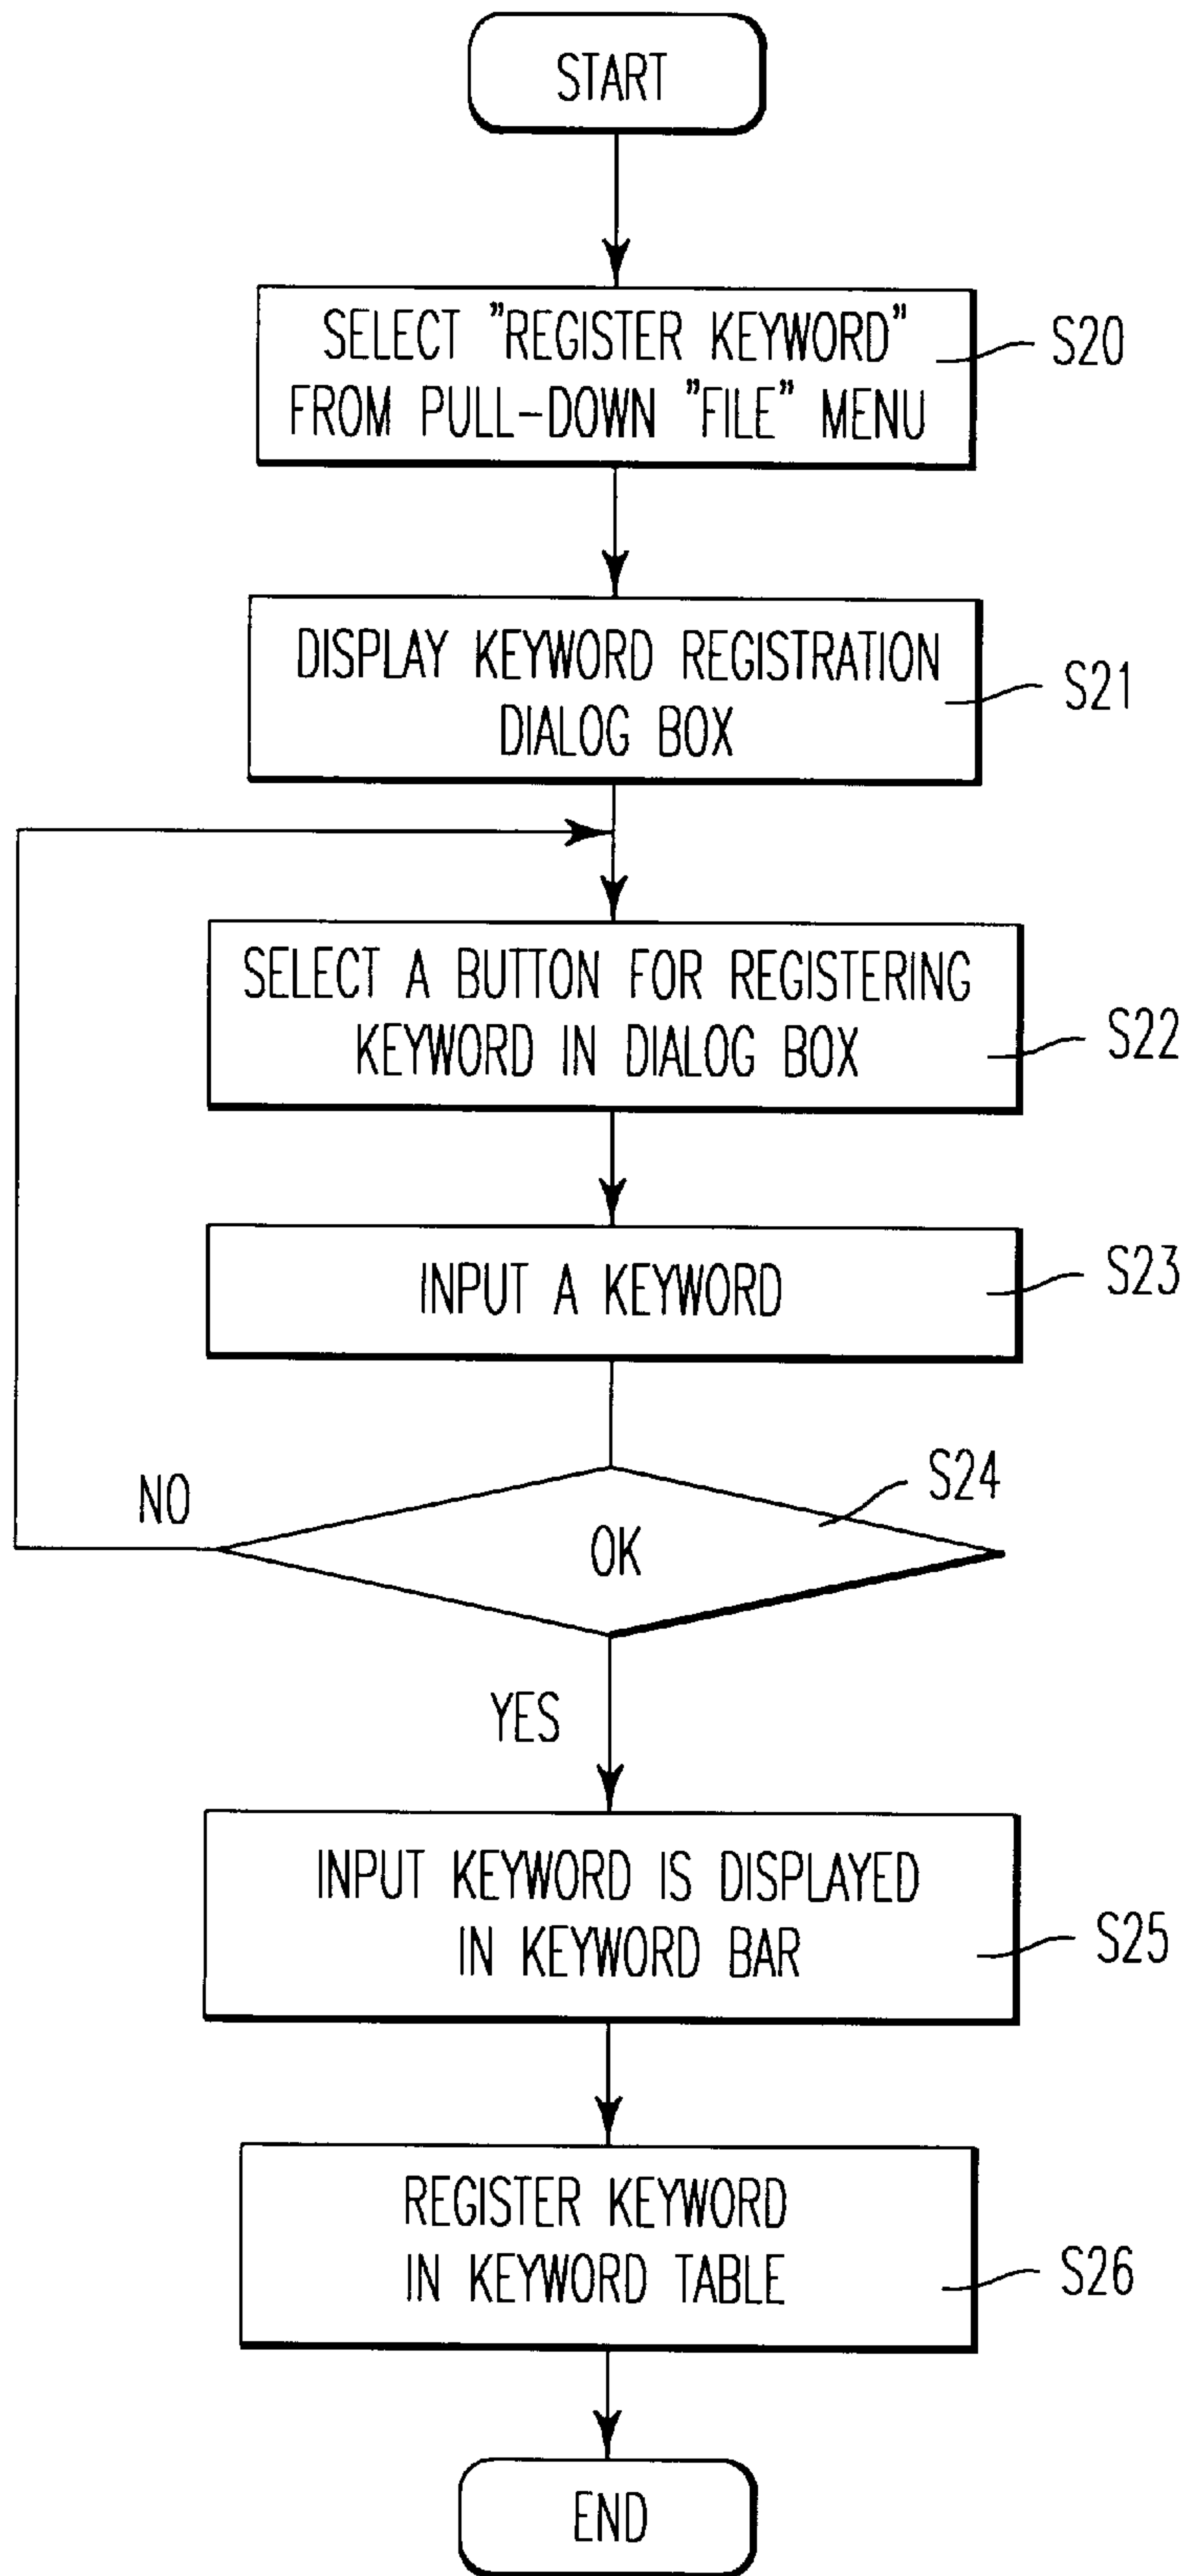 START
SELECT "REGISTER KEYWORD"
FROM PULL-DOWN "FILE" MENU
S20
DISPLAY KEYWORD REGISTRATION
DIALOG BOX
S21
SELECT A BUTTON FOR REGISTERING
KEYWORD IN DIALOG BOX
S22
INPUT A KEYWORD
S23
NO
OK
S24
YES
INPUT KEYWORD IS DISPLAYED
IN KEYWORD BAR
S25
REGISTER KEYWORD
IN KEYWORD TABLE
S26
END